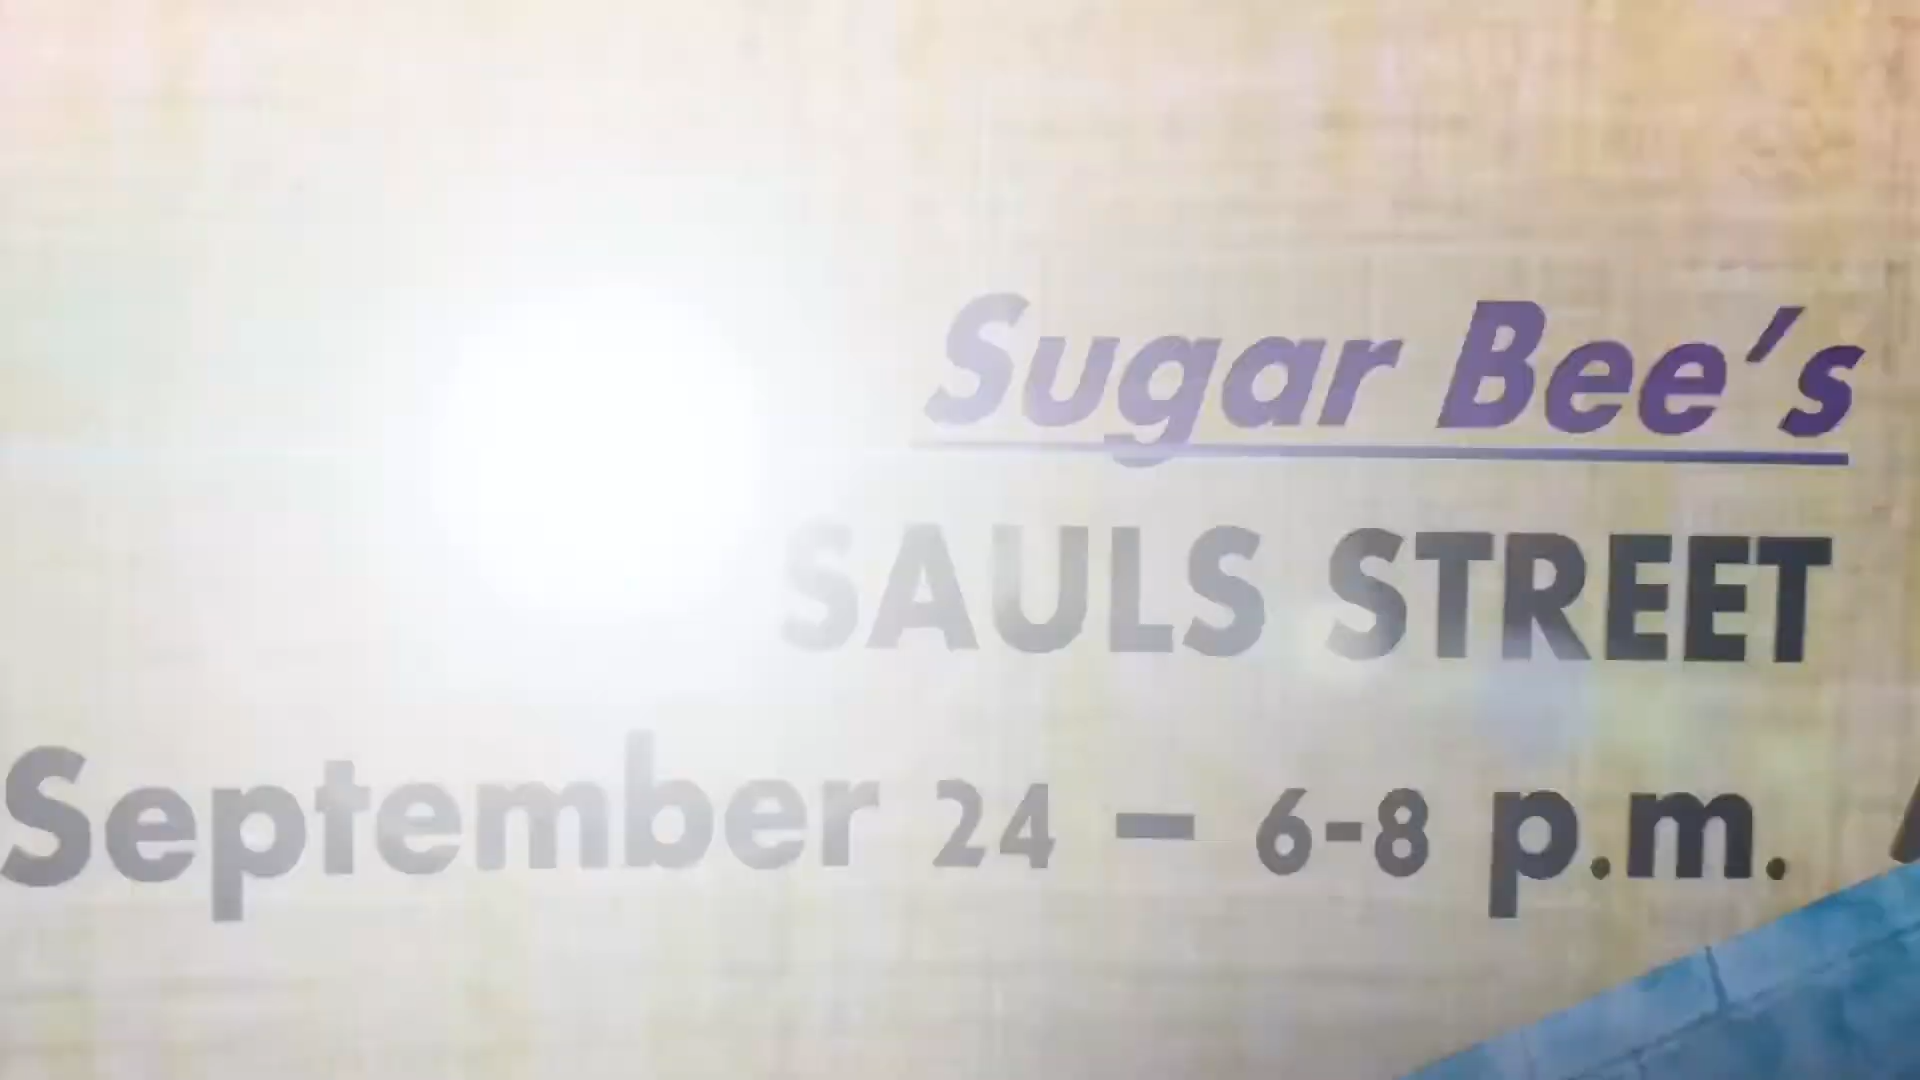 Sugar Bee's
SAULS STREET
September 24 – 6-8 p.m.